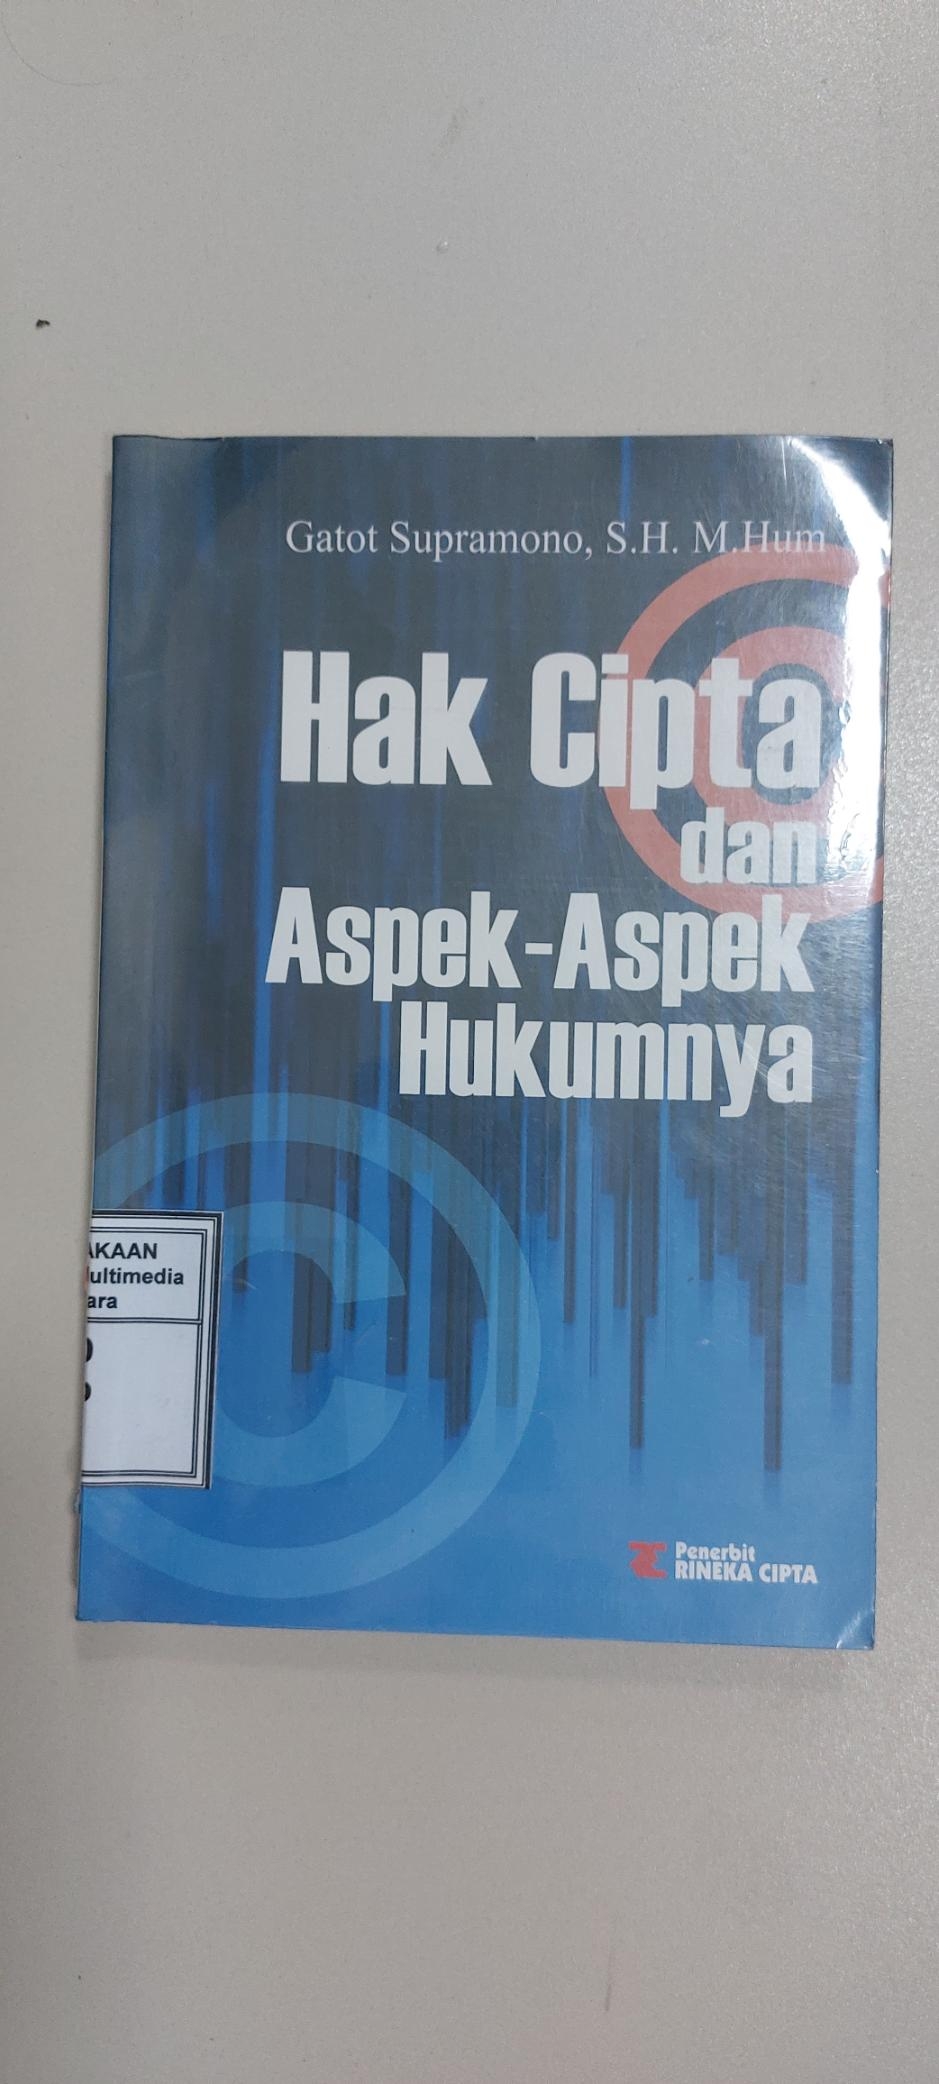 Gatot Supramono, S.H. M.Hum
Hak Cipta
dan
Aspek-Aspek
Hukumnya
AKAAN
ultimedia
ara
Penerbit
RINEKA CIPTA